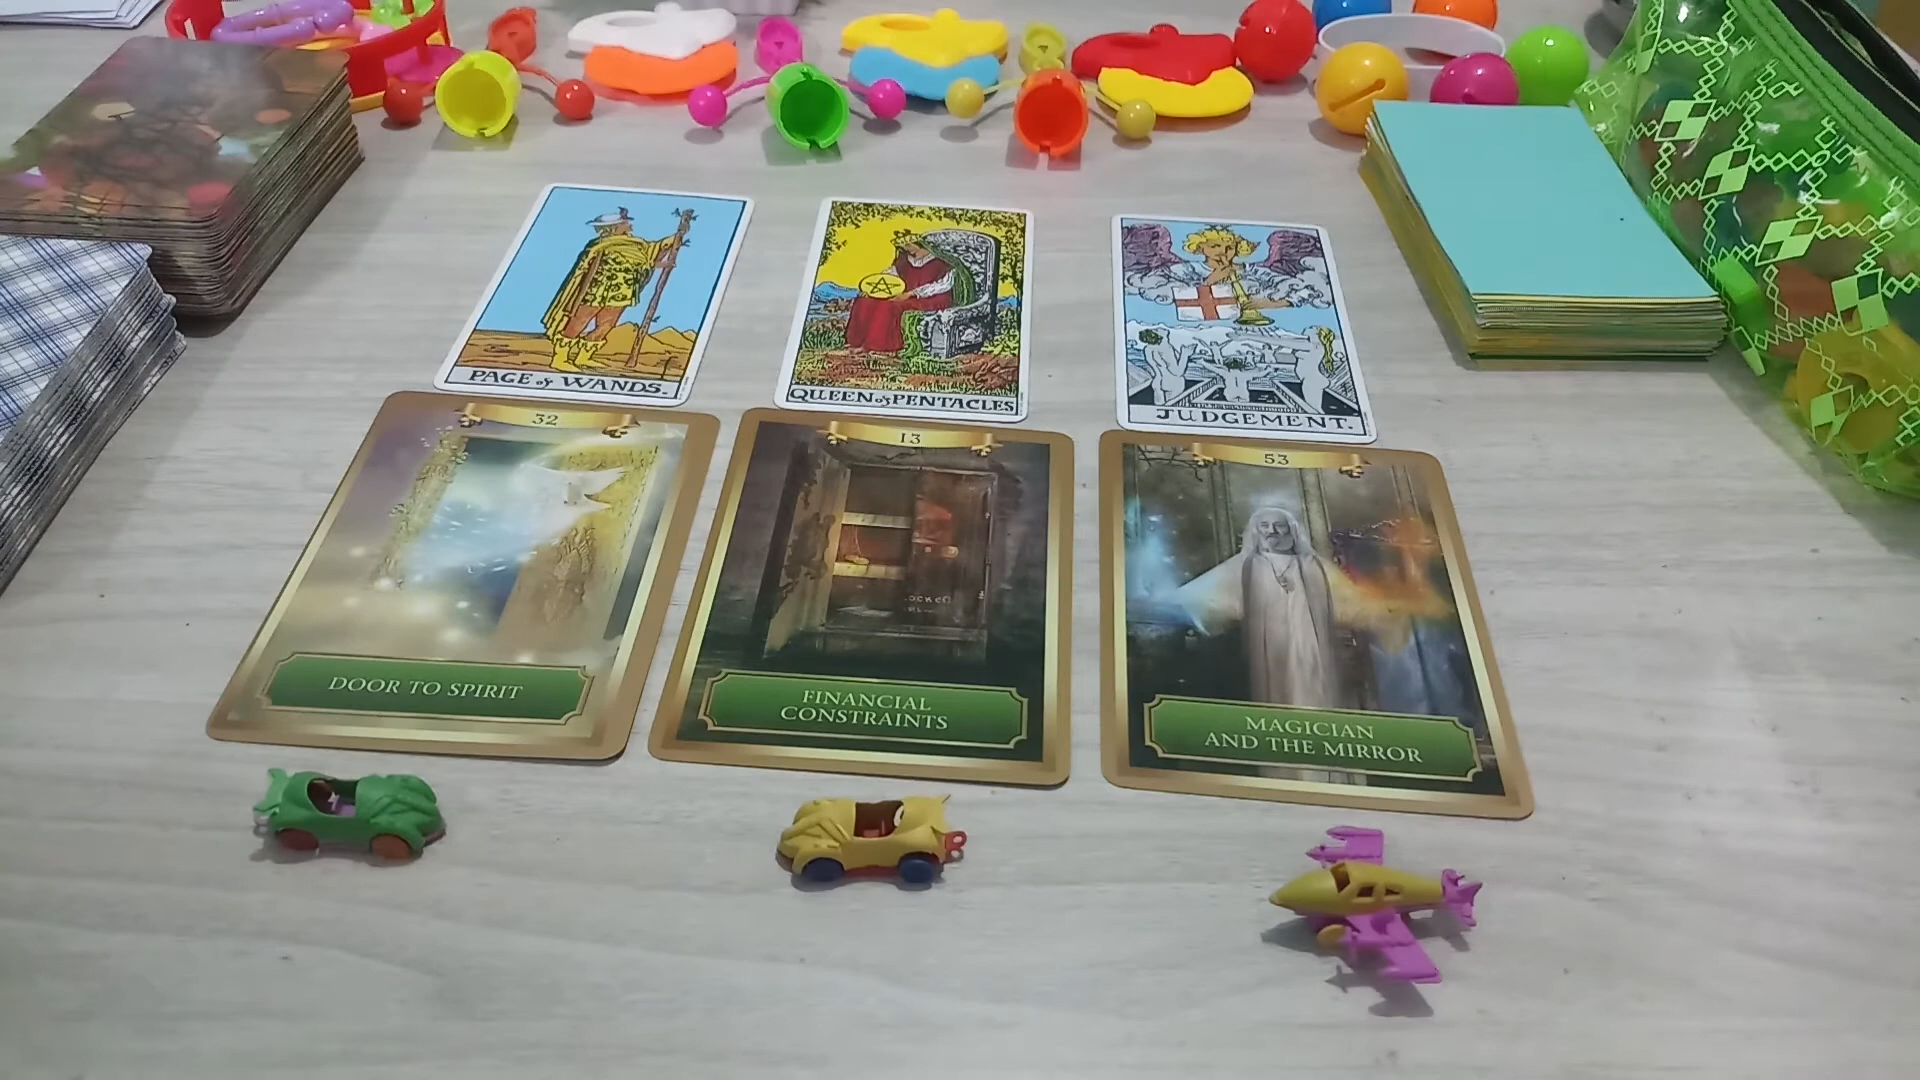 PAGE of WANDS.
QUEEN of PENTACLES
JUDGEMENT.
32
13
53
DOOR TO SPIRIT
FINANCIAL
CONSTRAINTS
MAGICIAN
AND THE MIRROR